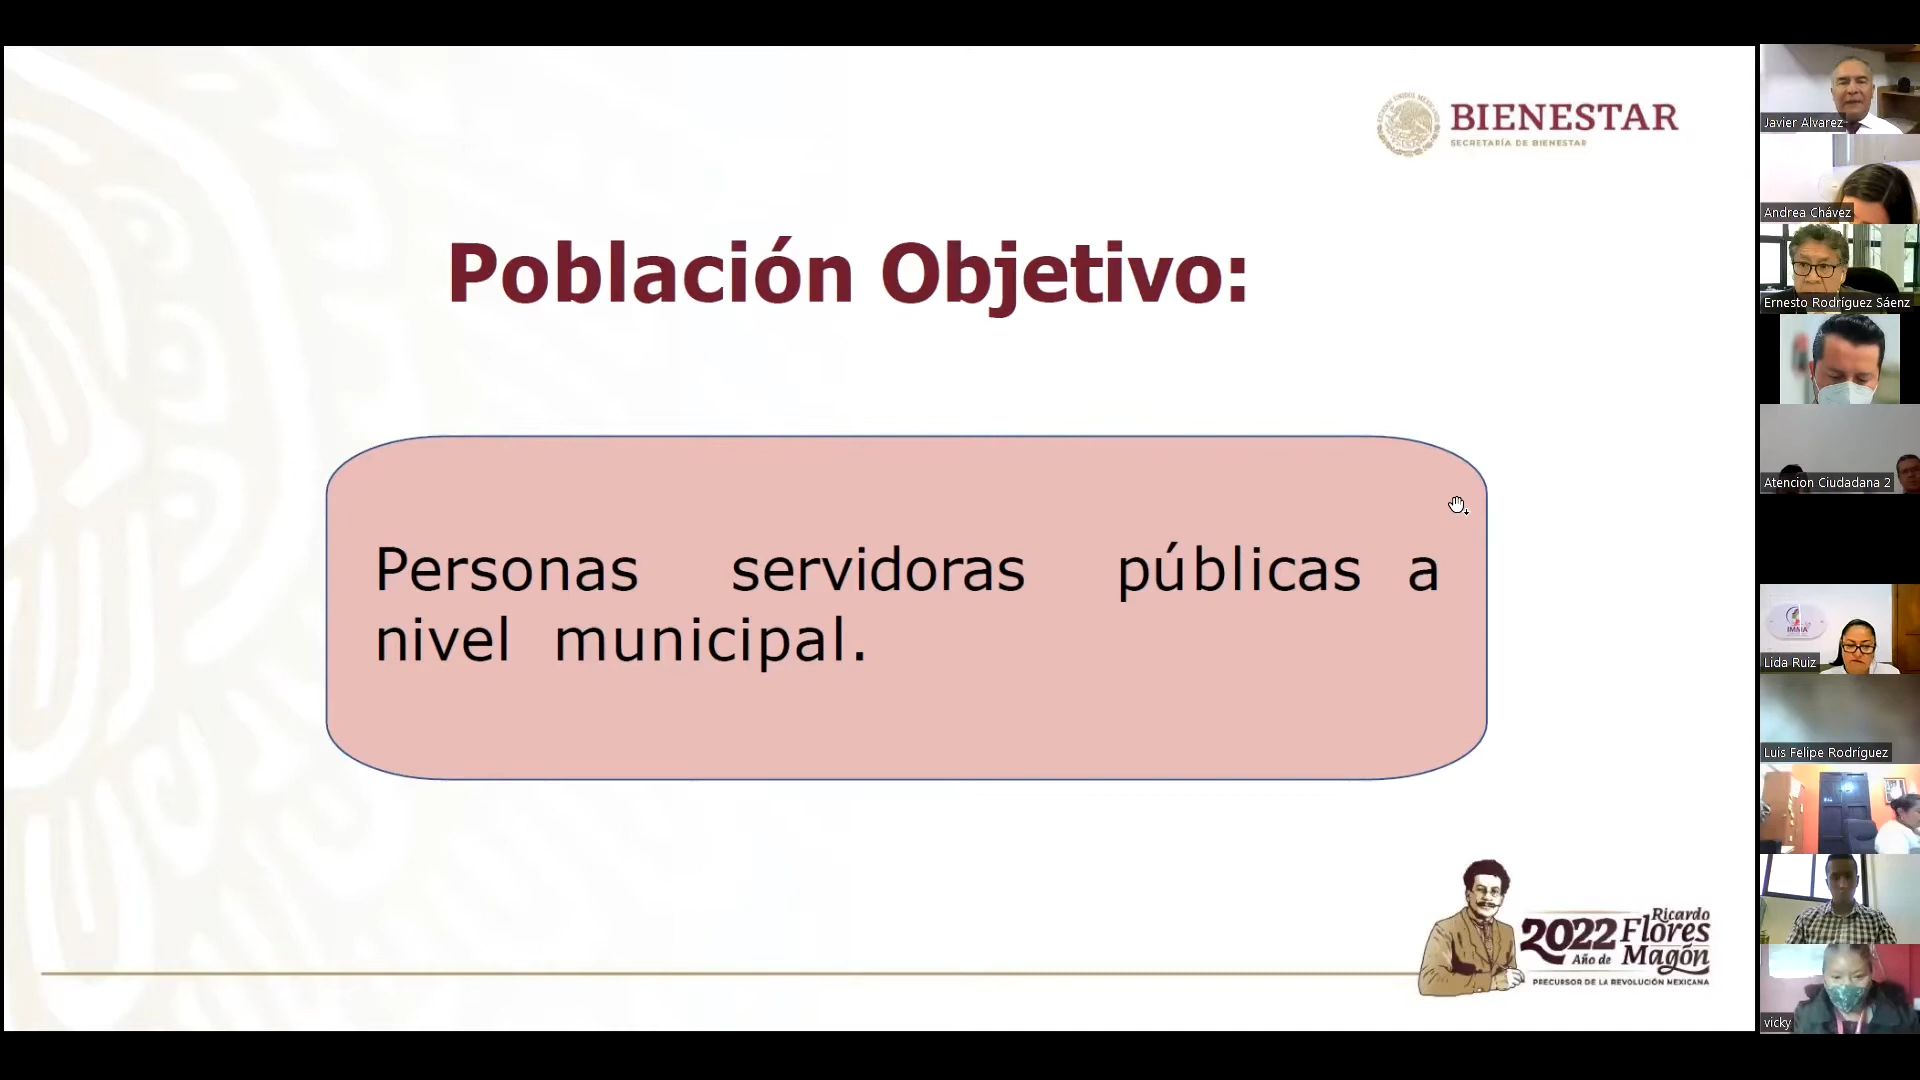 BIENESTAR
SECRETARÍA DE BIENESTAR
Población Objetivo:
Personas servidoras públicas a
nivel municipal.
2022 Ricardo
Flores
Año de Magón
PRECURSOR DE LA REVOLUCIÓN MEXICANA
Javier Alvarez
Andrea Chávez
Ernesto Rodríguez Sáenz
Atencion Ciudadana 2
IMMA
Lida Ruiz
Luis Felipe Rodríguez
vicky